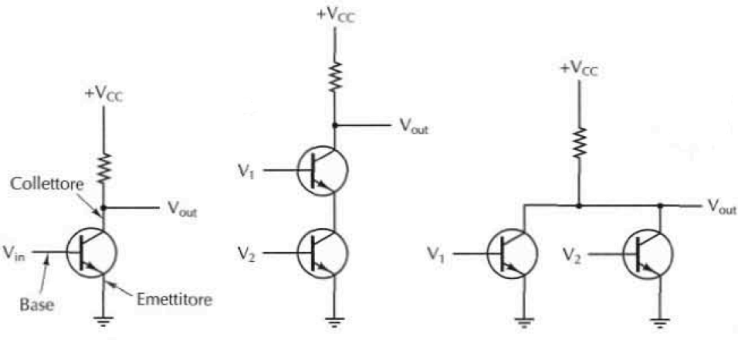 +VCC
Collettore
Vout
Vin
Base
Emettitore
+VCC
Vout
V1
V2
+VCC
Vout
V1
V2